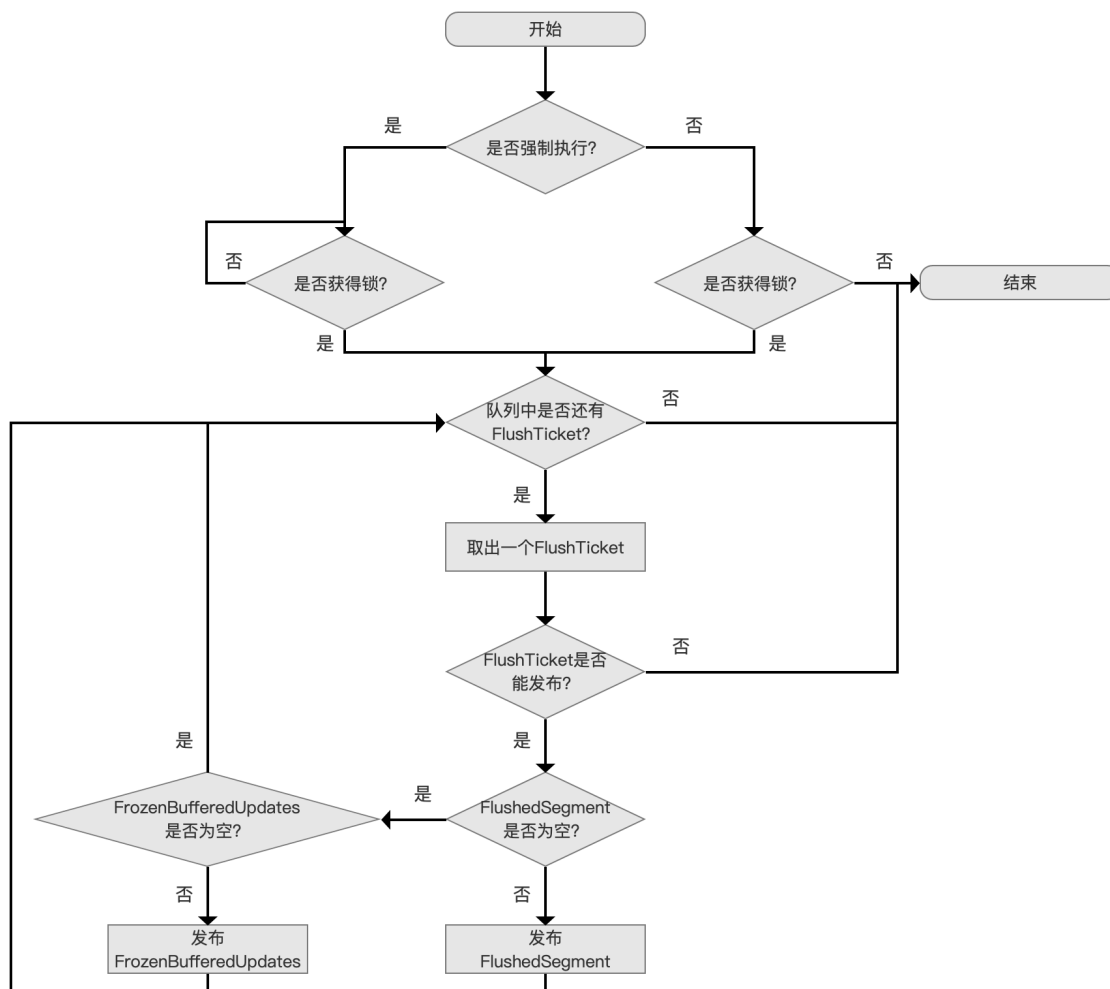 开始
是
否
是否强制执行?
否
是否获得锁?
是否获得锁?
否
结束
是
是
队列中是否还有
FlushTicket?
否
是
取出一个FlushTicket
FlushTicket是否
能发布?
否
是
是
FrozenBufferedUpdates
是否为空?
是
FlushedSegment
是否为空?
否
否
发布
FrozenBufferedUpdates
发布
FlushedSegment